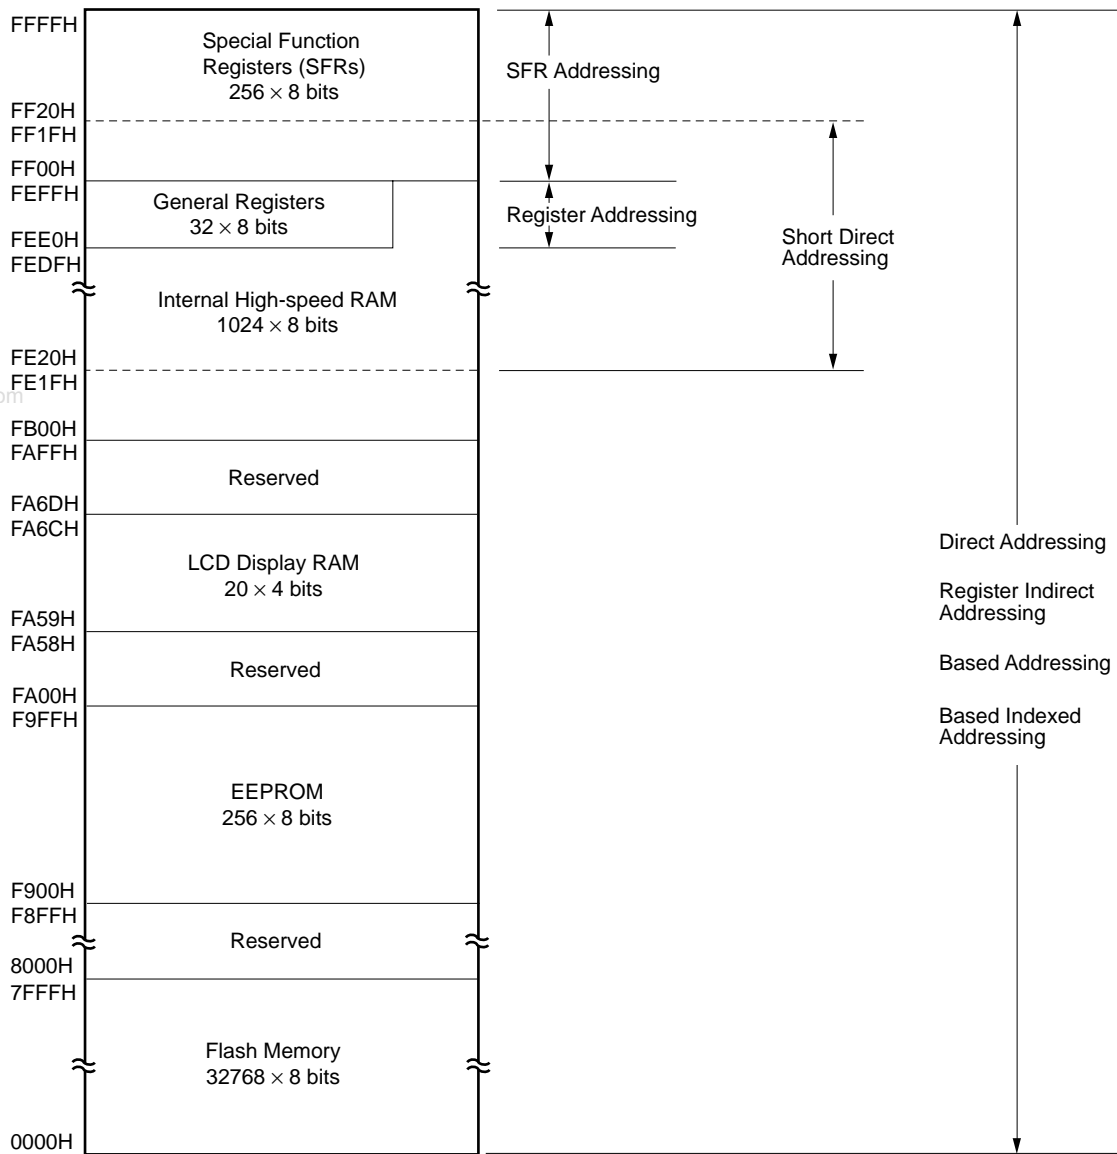 FFFFH
Special Function
Registers (SFRs)
256 × 8 bits
SFR Addressing
FF20H
FF1FH
FF00H
FEFFH
General Registers
32 × 8 bits
Register Addressing
Short Direct
Addressing
FEE0H
FEDFH
Internal High-speed RAM
1024 × 8 bits
FE20H
FE1FH
om
FB00H
FAFFH
Reserved
FA6DH
FA6CH
LCD Display RAM
20 × 4 bits
FA59H
FA58H
Reserved
FA00H
F9FFH
Direct Addressing
Register Indirect
Addressing
Based Addressing
Based Indexed
Addressing
EEPROM
256 × 8 bits
F900H
F8FFH
Reserved
8000H
7FFFH
Flash Memory
32768 × 8 bits
0000H